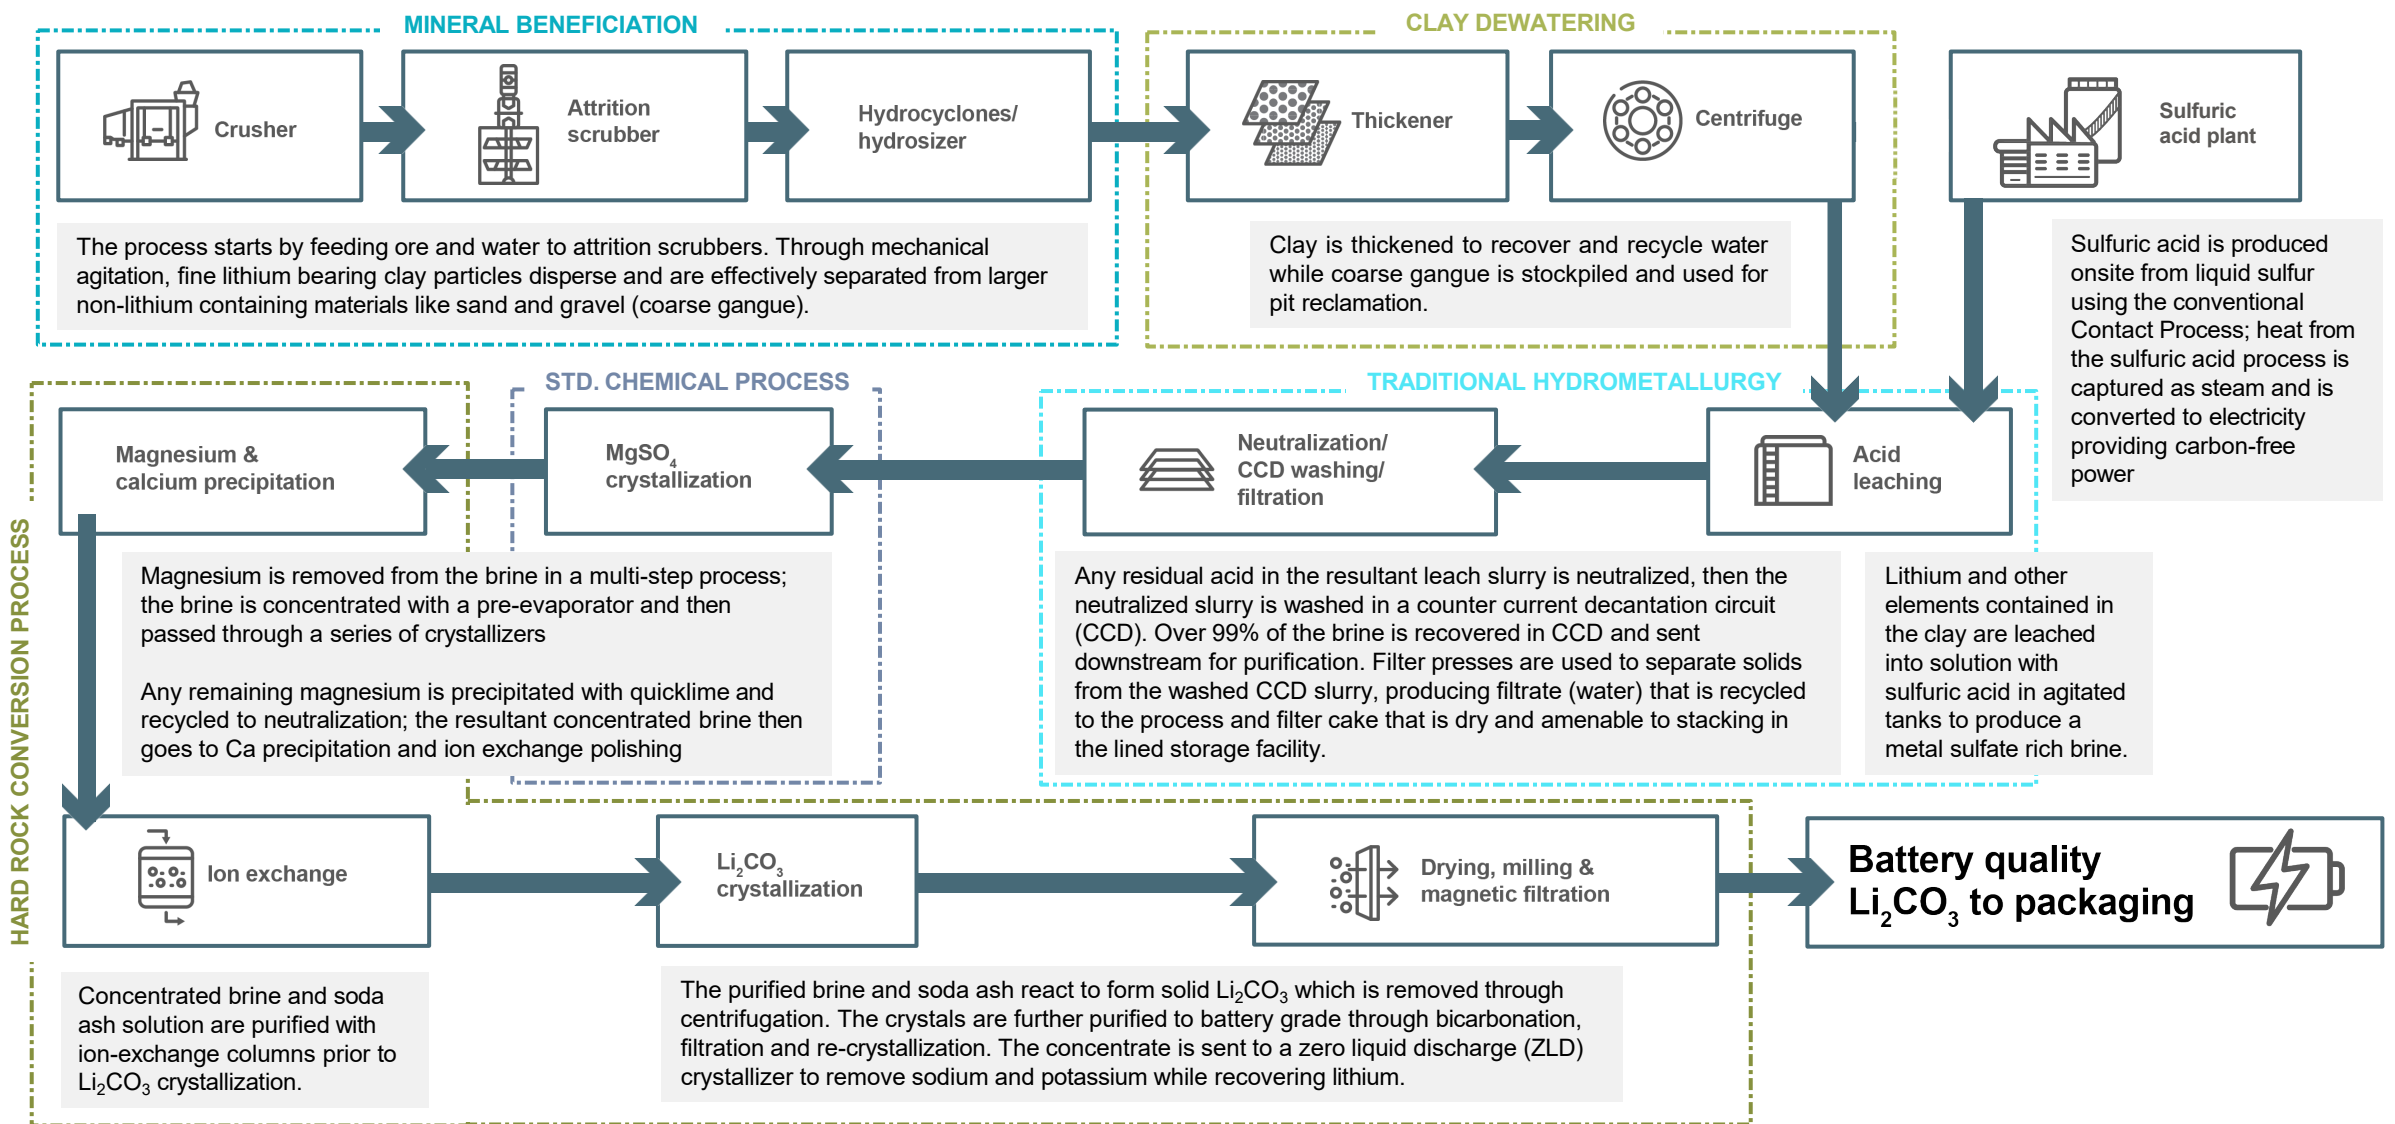 MINERAL BENEFICIATION
CLAY DEWATERING
Crusher
Attrition
scrubber
Hydrocyclones/
hydrosizer
Thickener
Centrifuge
Sulfuric
acid plant
The process starts by feeding ore and water to attrition scrubbers. Through mechanical
agitation, fine lithium bearing clay particles disperse and are effectively separated from larger
non-lithium containing materials like sand and gravel (coarse gangue).
Clay is thickened to recover and recycle water
while coarse gangue is stockpiled and used for
pit reclamation.
Sulfuric acid is produced
onsite from liquid sulfur
using the conventional
Contact Process; heat from
the sulfuric acid process is
captured as steam and is
converted to electricity
providing carbon-free
power
STD. CHEMICAL PROCESS
TRADITIONAL HYDROMETALLURGY
HARD ROCK CONVERSION PROCESS
Magnesium &
calcium precipitation
MgSO₄
crystallization
Neutralization/
CCD washing/
filtration
Acid
leaching
Magnesium is removed from the brine in a multi-step process;
the brine is concentrated with a pre-evaporator and then
passed through a series of crystallizers
Any remaining magnesium is precipitated with quicklime and
recycled to neutralization; the resultant concentrated brine then
goes to Ca precipitation and ion exchange polishing
Any residual acid in the resultant leach slurry is neutralized, then the
neutralized slurry is washed in a counter current decantation circuit
(CCD). Over 99% of the brine is recovered in CCD and sent
downstream for purification. Filter presses are used to separate solids
from the washed CCD slurry, producing filtrate (water) that is recycled
to the process and filter cake that is dry and amenable to stacking in
the lined storage facility.
Lithium and other
elements contained in
the clay are leached
into solution with
sulfuric acid in agitated
tanks to produce a
metal sulfate rich brine.
Ion exchange
Li₂CO₃
crystallization
Drying, milling &
magnetic filtration
Battery quality
Li₂CO₃ to packaging
Concentrated brine and soda
ash solution are purified with
ion-exchange columns prior to
Li₂CO₃ crystallization.
The purified brine and soda ash react to form solid Li₂CO₃ which is removed through
centrifugation. The crystals are further purified to battery grade through bicarbonation,
filtration and re-crystallization. The concentrate is sent to a zero liquid discharge (ZLD)
crystallizer to remove sodium and potassium while recovering lithium.